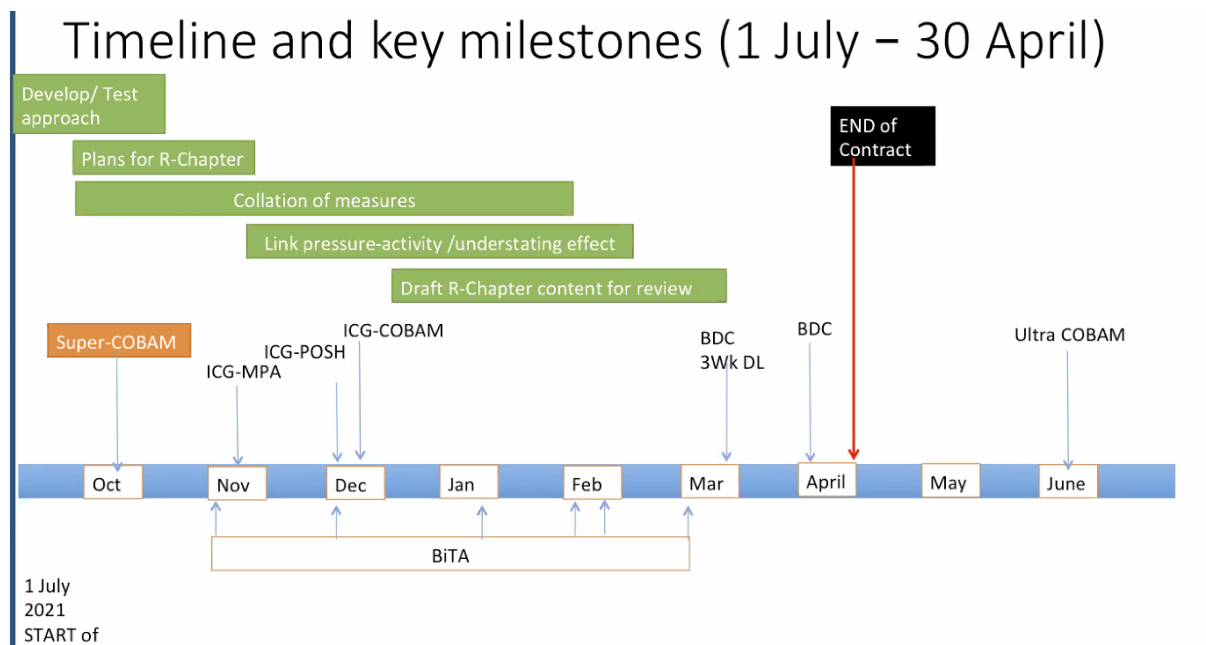 Timeline and key milestones (1 July – 30 April)
Develop/ Test
approach
Plans for R-Chapter
Collation of measures
Link pressure-activity /understating effect
Draft R-Chapter content for review
END of
Contract
Super-COBAM
ICG-MPA
ICG-POSH
ICG-COBAM
BDC
3Wk DL
BDC
Ultra COBAM
Oct
Nov
Dec
Jan
Feb
Mar
April
May
June
BiTA
1 July
2021
START of